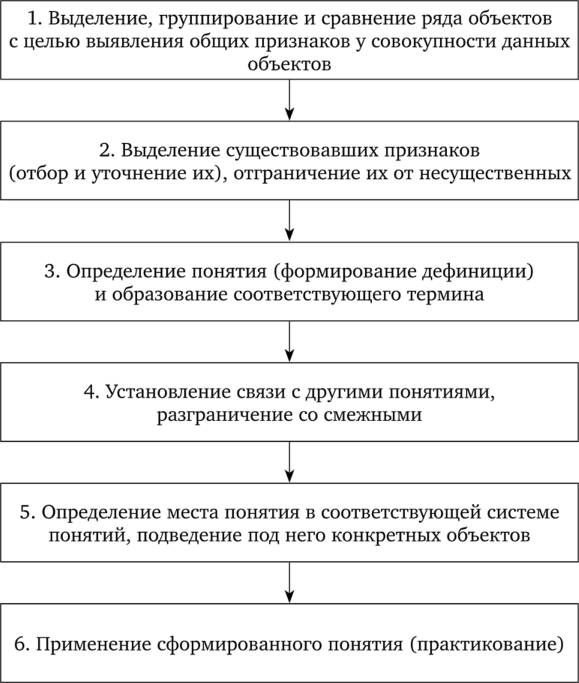 1. Выделение, группирование и сравнение ряда объектов
с целью выявления общих признаков у совокупности данных
объектов
2. Выделение существовавших признаков
(отбор и уточнение их), отграничение их от несущественных
3. Определение понятия (формирование дефиниции)
и образование соответствующего термина
4. Установление связи с другими понятиями,
разграничение со смежными
5. Определение места понятия в соответствующей системе
понятий, подведение под него конкретных объектов
6. Применение сформированного понятия (практикование)